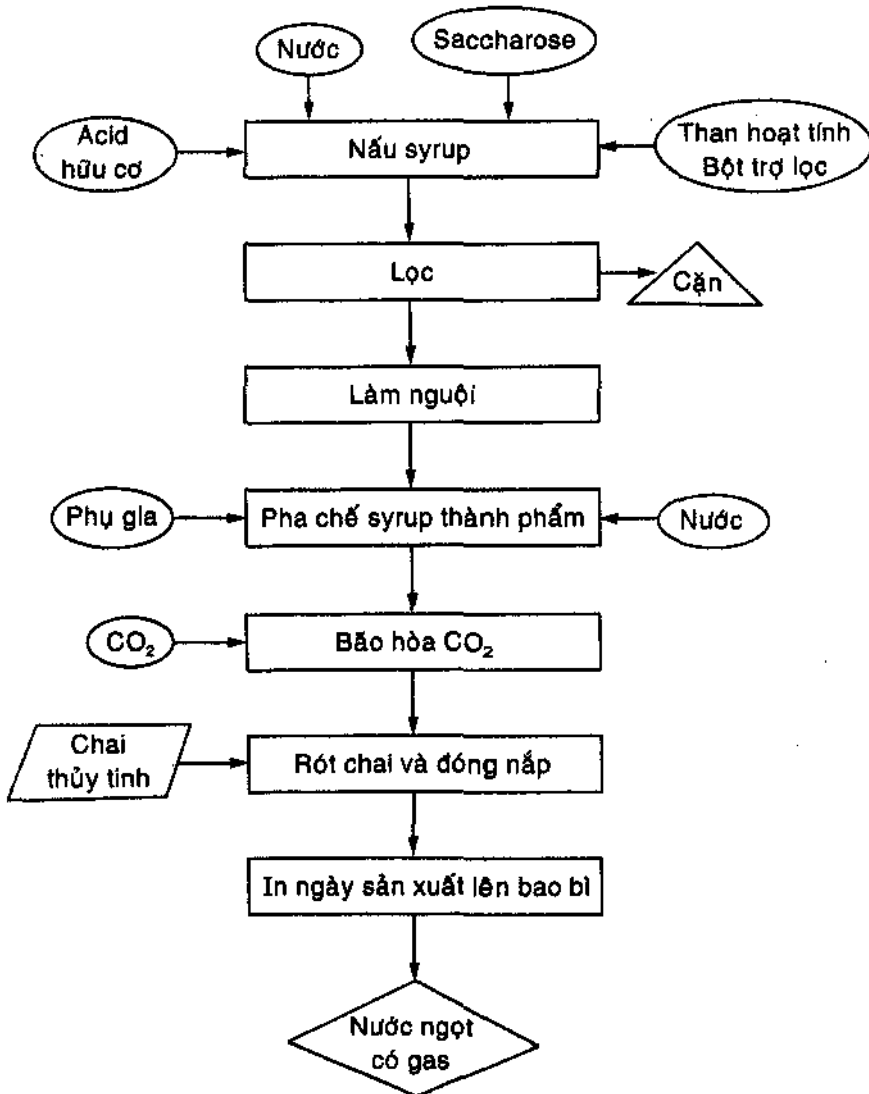 Nước
Saccharose
Acid
hữu cơ
Nấu syrup
Than hoạt tính
Bột trợ lọc
Lọc
Cặn
Làm nguội
Phụ gia
Pha chế syrup thành phẩm
Nước
CO₂
Bão hòa CO₂
Chai
thủy tinh
Rót chai và đóng nắp
In ngày sản xuất lên bao bì
Nước ngọt
có gas